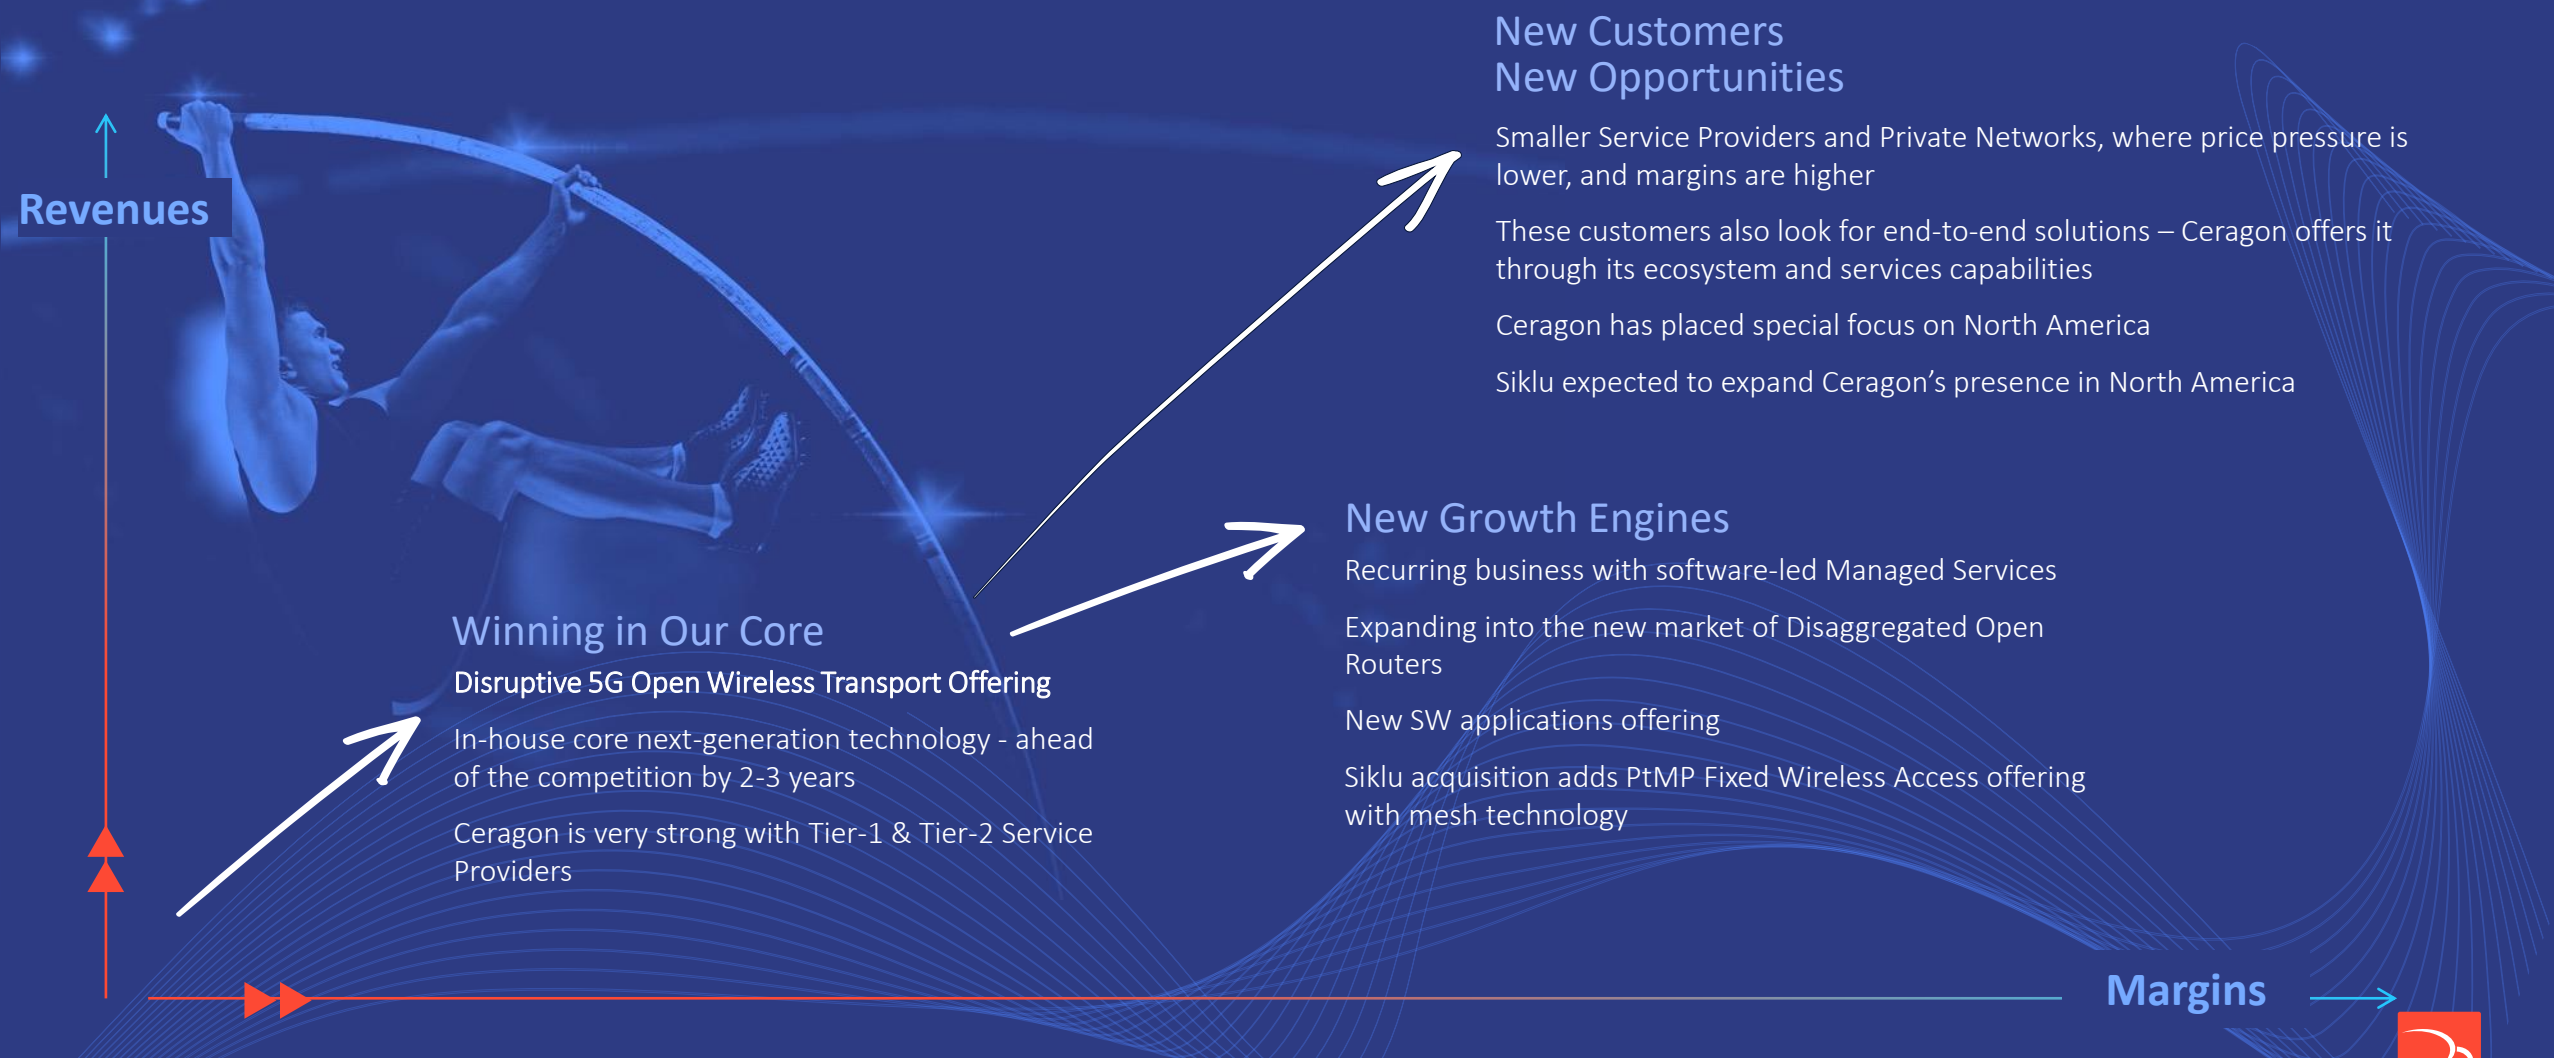 New Customers
New Opportunities
Smaller Service Providers and Private Networks, where price pressure is
lower, and margins are higher
These customers also look for end-to-end solutions – Ceragon offers it
through its ecosystem and services capabilities
Ceragon has placed special focus on North America
Siklu expected to expand Ceragon’s presence in North America
Revenues
New Growth Engines
Recurring business with software-led Managed Services
Expanding into the new market of Disaggregated Open
Routers
New SW applications offering
Siklu acquisition adds PtMP Fixed Wireless Access offering
with mesh technology
Winning in Our Core
Disruptive 5G Open Wireless Transport Offering
In-house core next-generation technology - ahead
of the competition by 2-3 years
Ceragon is very strong with Tier-1 & Tier-2 Service
Providers
Margins